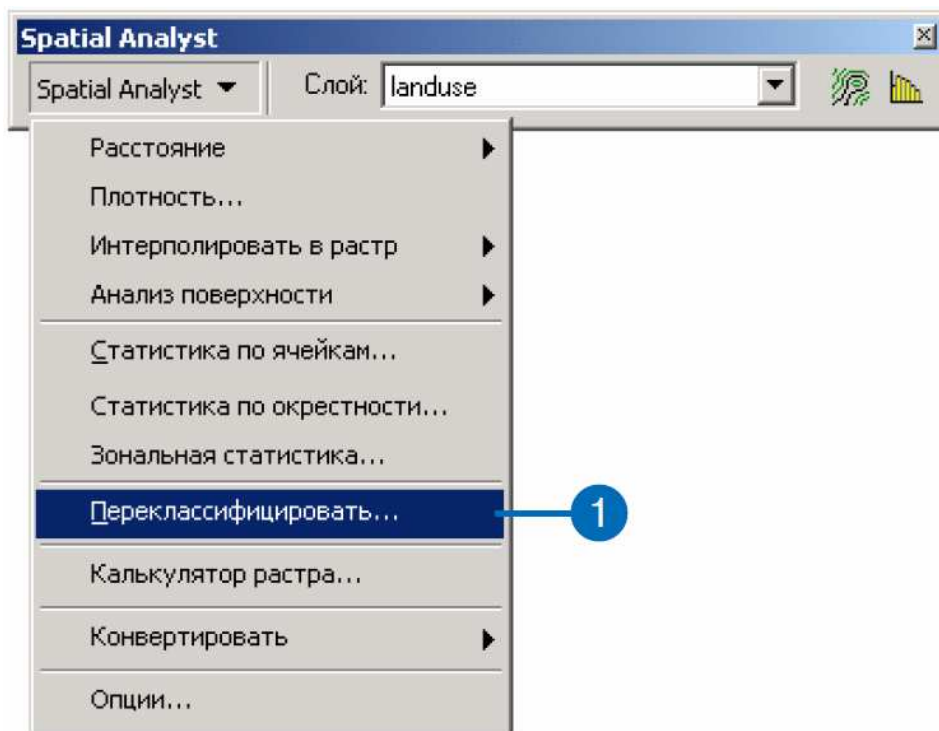 Spatial Analyst
Spatial Analyst Слой: landuse
Расстояние
Плотность...
Интерполировать в растр
Анализ поверхности
Статистика по ячейкам...
Статистика по окрестности...
Зональная статистика...
Переклассифицировать...
1
Калькулятор растра...
Конвертировать
Опции...